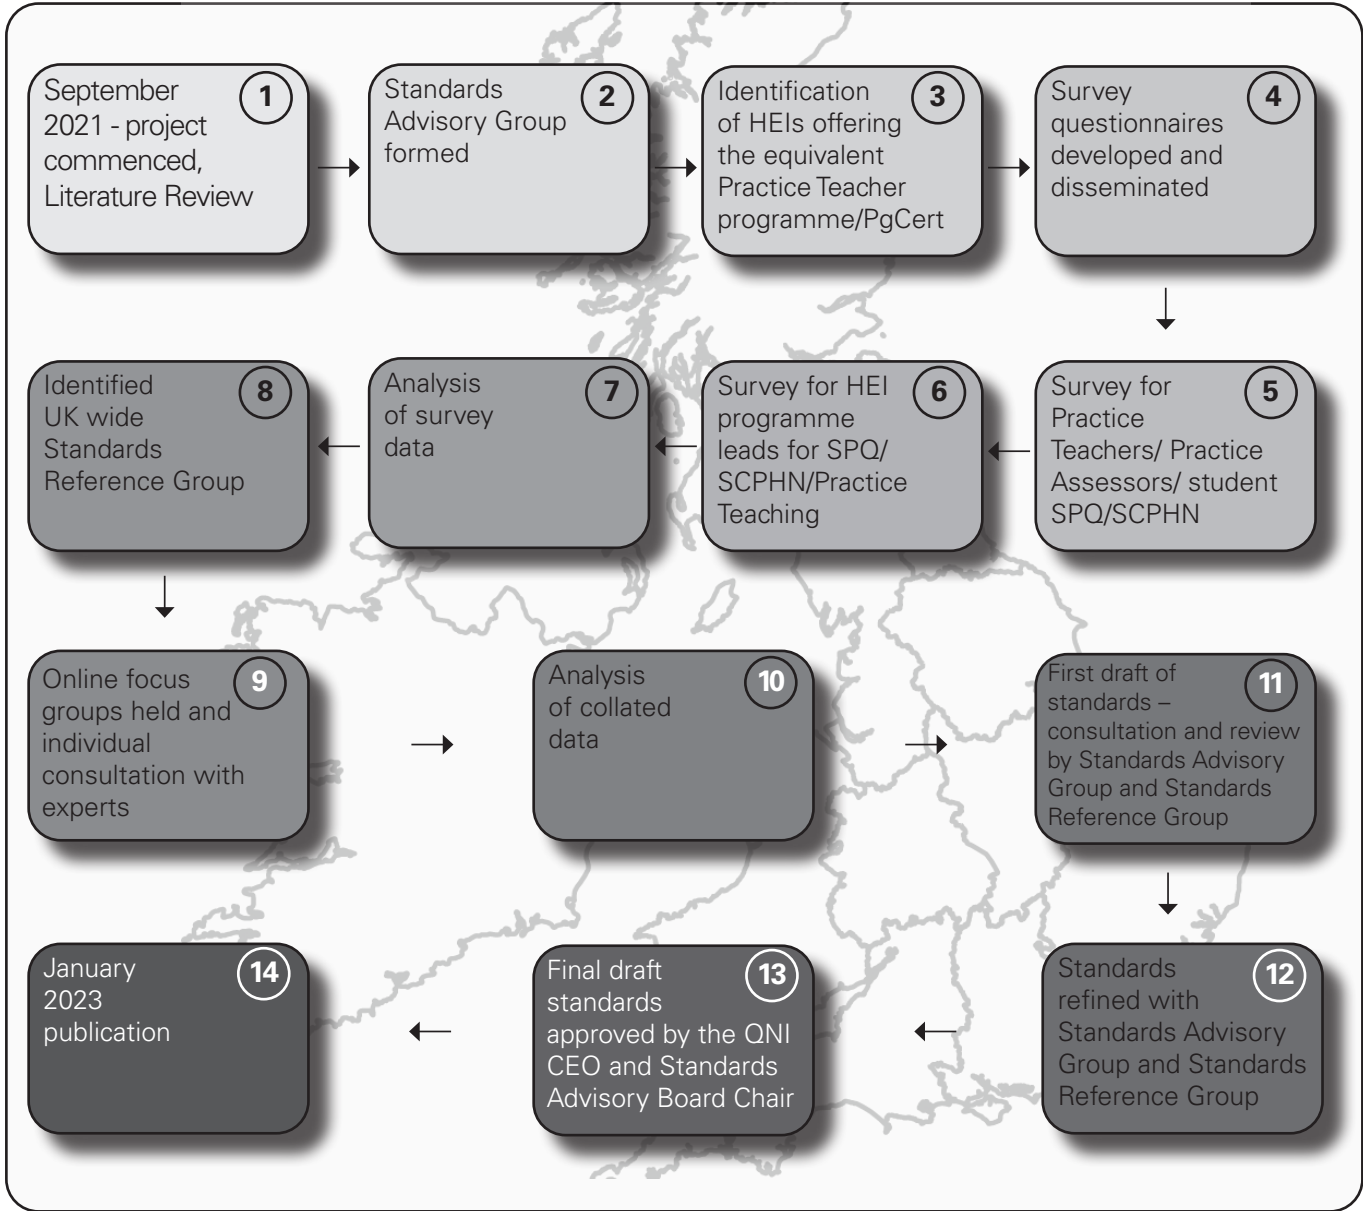 September
2021 - project
commenced,
Literature Review
1
Standards
Advisory Group
formed
2
Identification
of HEIs offering
the equivalent
Practice Teacher
programme/PgCert
3
Survey
questionnaires
developed and
disseminated
4
Survey for
Practice
Teachers/ Practice
Assessors/ student
SPQ/SCPHN
5
Survey for HEI
programme
leads for SPQ/
SCPHN/Practice
Teaching
6
Analysis
of survey
data
7
Identified
UK wide
Standards
Reference Group
8
Online focus
groups held and
individual
consultation with
experts
9
Analysis
of collated
data
10
First draft of
standards –
consultation and review
by Standards Advisory
Group and Standards
Reference Group
11
Standards
refined with
Standards Advisory
Group and Standards
Reference Group
12
Final draft
standards
approved by the QNI
CEO and Standards
Advisory Board Chair
13
January
2023
publication
14